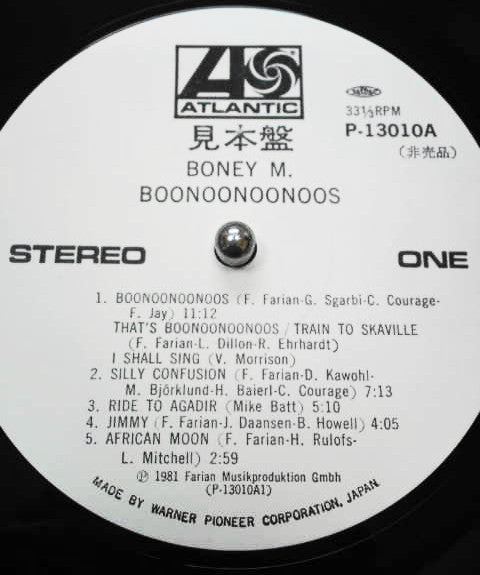 ATLANTIC
見本盤
BONEY M.
BOONOONOONOOS
33⅓RPM
P-13010A
(非売品)
STEREO
ONE
1. BOONOONOONOOS (F. Farian-G. Sgarbi-C. Courage-
F. Jay) 11:12
THAT'S BOONOONOONOOS / TRAIN TO SKAVILLE
(F. Farian-L. Dillon-R. Ehrhardt)
I SHALL SING (V. Morrison)
2. SILLY CONFUSION (F. Farian-D. Kawohl-
M. Björklund-H. Baierl-C. Courage) 7:13
3. RIDE TO AGADIR (Mike Batt) 5:10
4. JIMMY (F. Farian-J. Daansen-B. Howell) 4:05
5. AFRICAN MOON (F. Farian-H. Rulofs-
L. Mitchell) 2:59
℗ 1981 Farian Musikproduktion Gmbh
(P-13010A1)
MADE BY WARNER PIONEER CORPORATION, JAPAN.